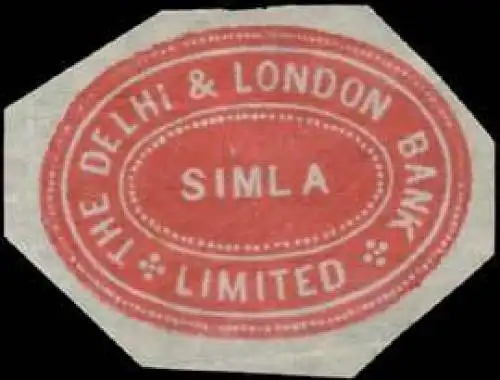 THE DELHI & LONDON BANK
LIMITED
SIMLA